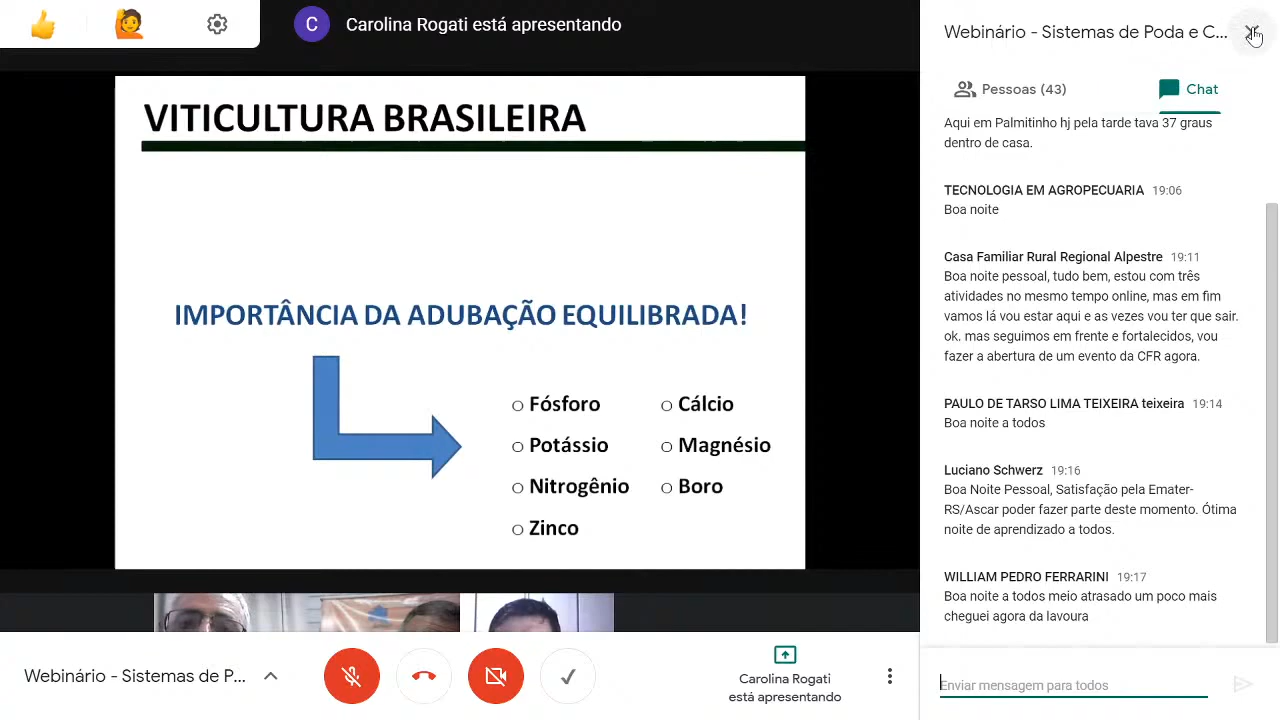 C Carolina Rogati está apresentando
VITICULTURA BRASILEIRA
IMPORTÂNCIA DA ADUBAÇÃO EQUILIBRADA!
Fósforo
Potássio
Nitrogênio
Zinco
Cálcio
Magnésio
Boro
Webinário - Sistemas de P...
Carolina Rogati
está apresentando
Webinário - Sistemas de Poda e C...
Pessoas (43)
Chat
Aqui em Palmitinho hj pela tarde tava 37 graus
dentro de casa.
TECNOLOGIA EM AGROPECUARIA 19:06
Boa noite
Casa Familiar Rural Regional Alpestre 19:11
Boa noite pessoal, tudo bem, estou com três
atividades no mesmo tempo online, mas em fim
vamos lá vou estar aqui e as vezes vou ter que sair.
ok. mas seguimos em frente e fortalecidos, vou
fazer a abertura de um evento da CFR agora.
PAULO DE TARSO LIMA TEIXEIRA teixeira 19:14
Boa noite a todos
Luciano Schwerz 19:16
Boa Noite Pessoal, Satisfação pela Emater-
RS/Ascar poder fazer parte deste momento. Ótima
noite de aprendizado a todos.
WILLIAM PEDRO FERRARINI 19:17
Boa noite a todos meio atrasado um poco mais
cheguei agora da lavoura
Enviar mensagem para todos